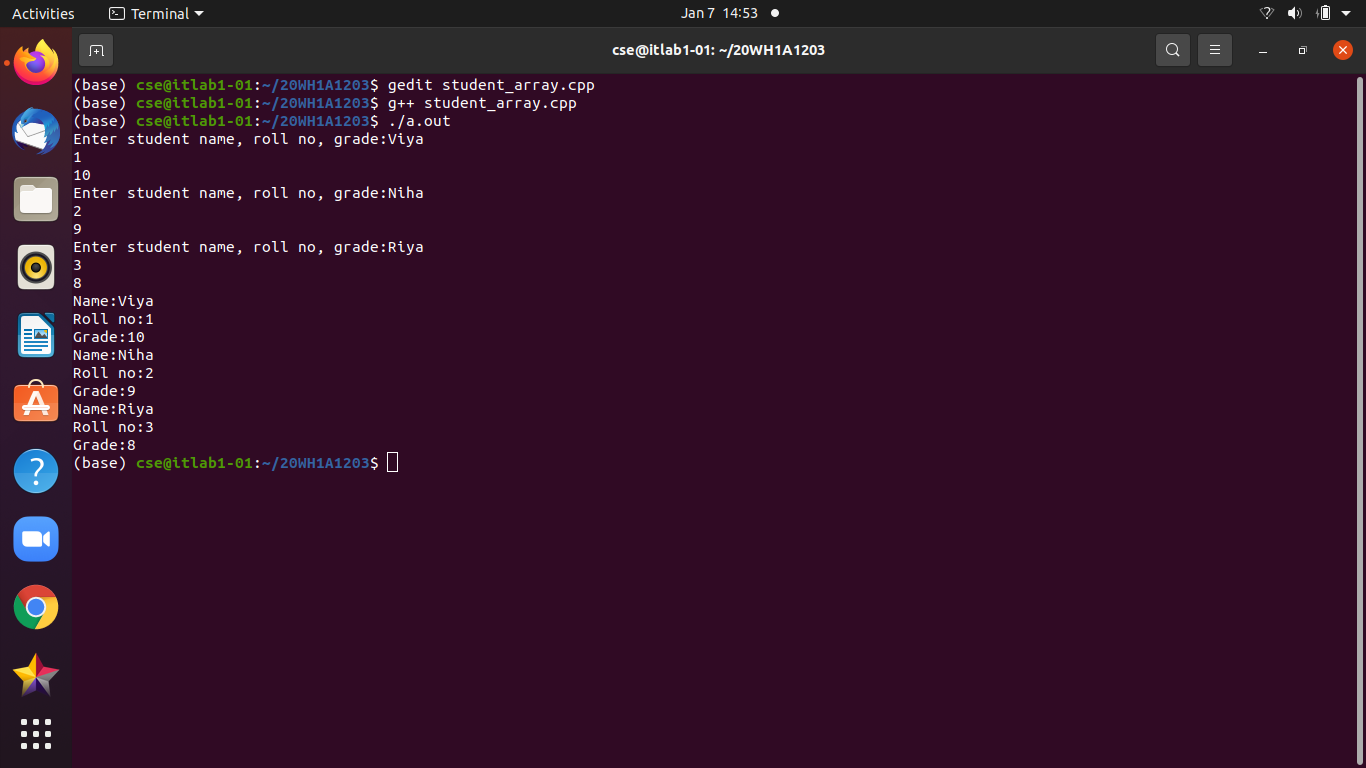 Activities Terminal Jan 7 14:53
cse@itlab1-01: ~/20WH1A1203
(base) cse@itlab1-01:~/20WH1A1203$ gedit student_array.cpp
(base) cse@itlab1-01:~/20WH1A1203$ g++ student_array.cpp
(base) cse@itlab1-01:~/20WH1A1203$ ./a.out
Enter student name, roll no, grade:Viya
1
10
Enter student name, roll no, grade:Niha
2
9
Enter student name, roll no, grade:Riya
3
8
Name:Viya
Roll no:1
Grade:10
Name:Niha
Roll no:2
Grade:9
Name:Riya
Roll no:3
Grade:8
(base) cse@itlab1-01:~/20WH1A1203$